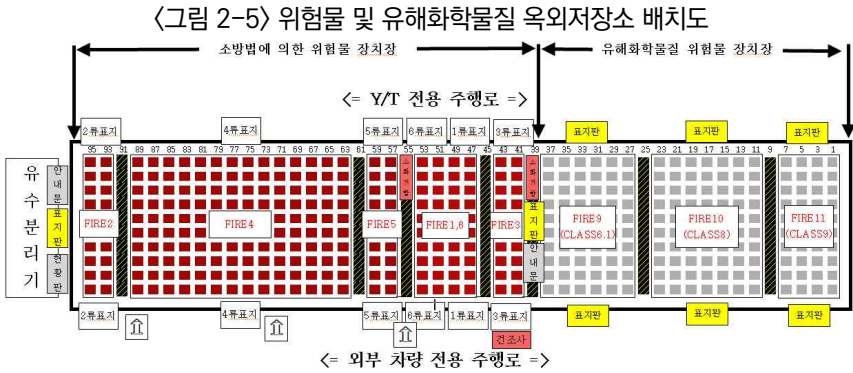 〈그림 2-5〉 위험물 및 유해화학물질 옥외저장소 배치도
소방법에 의한 위험물 장치장
유해화학물질 위험물 장치장
<= Y/T 전용 주행로 =>
2류표지
4류표지
5류표지
6류표지
1류표지
3류표지
표지판
표지판
표지판
95 93 91 89 87 85 83 81 79 77 75 73 71 69 67 65 63 61 59 57 55 53 51 49 47 45 43 41 39 37 35 33 31 29 27 25 23 21 19 17 15 13 11 9 7 5 3 1
유수분리기
안내문
표지판
현황판
소화기함
소화기함
표지판
안내문
FIRE2
FIRE4
FIRE5
FIRE1,6
FIRE3
FIRE9
(CLASS6.1)
FIRE10
(CLASS8)
FIRE11
(CLASS9)
2류표지
4류표지
5류표지
6류표지
1류표지
3류표지
표지판
표지판
표지판
건조사
<= 외부 차량 전용 주행로 =>